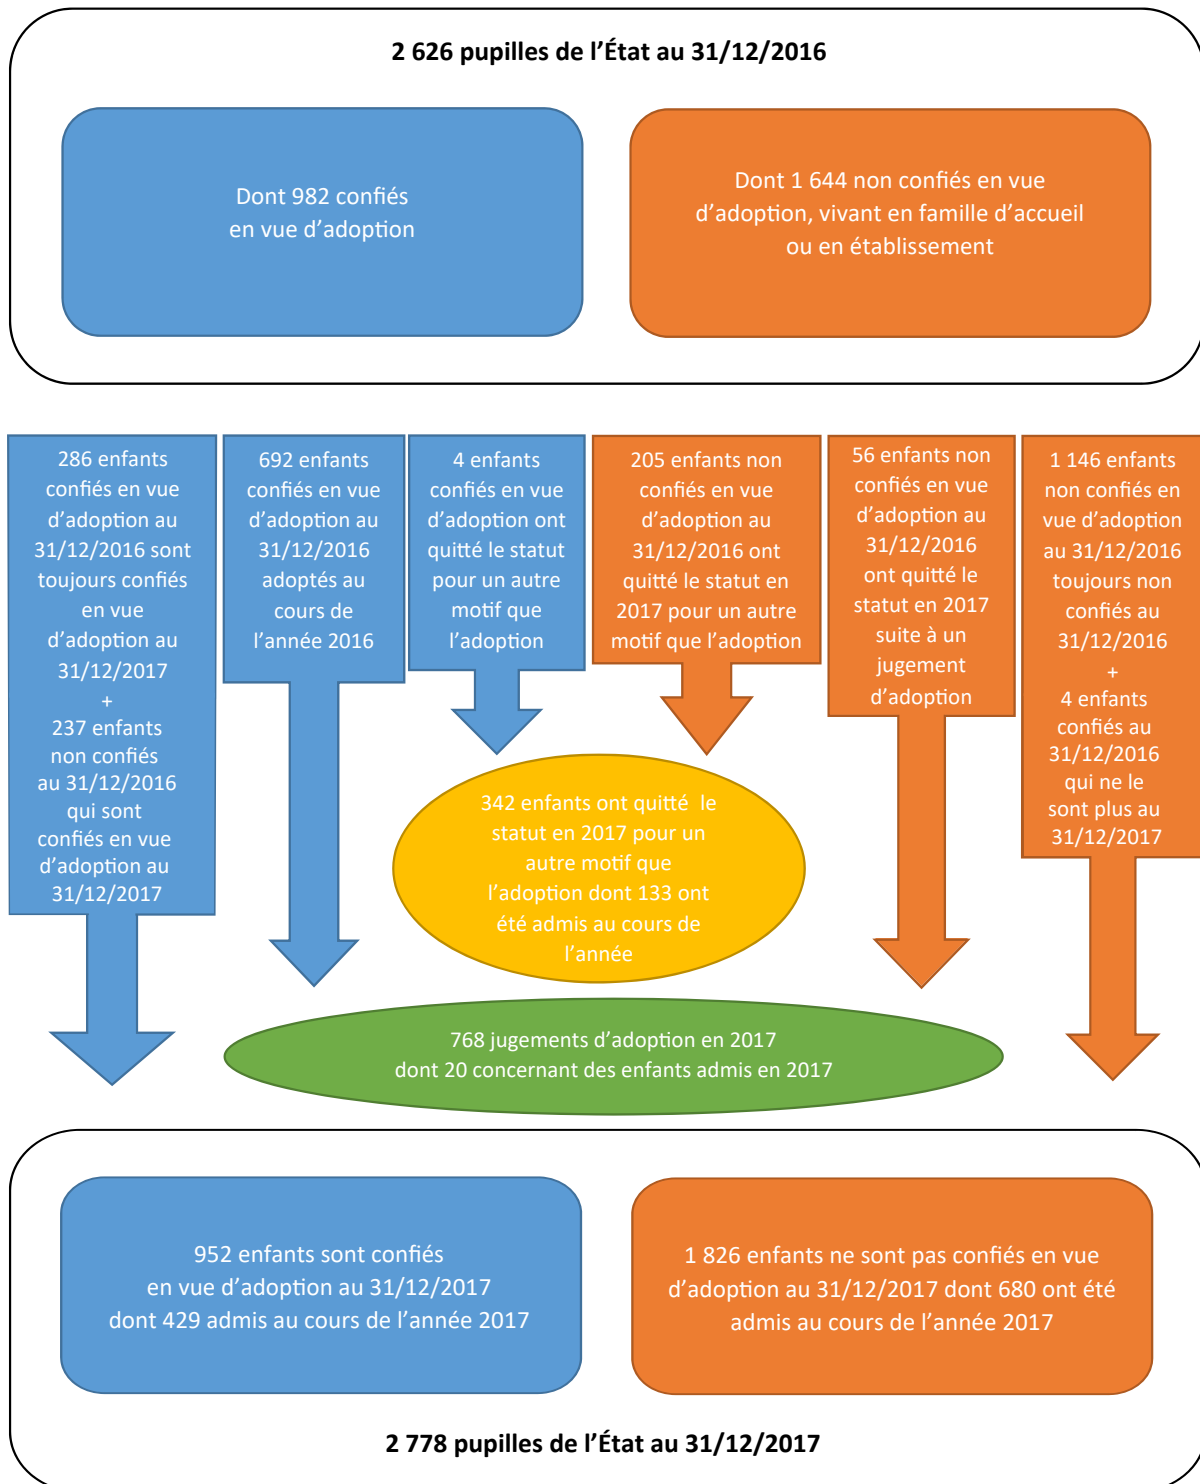 2 626 pupilles de l’État au 31/12/2016
Dont 982 confiés
en vue d’adoption
Dont 1 644 non confiés en vue
d’adoption, vivant en famille d’accueil
ou en établissement
286 enfants
confiés en vue
d’adoption au
31/12/2016 sont
toujours confiés
en vue
d’adoption au
31/12/2017
+
237 enfants
non confiés
au 31/12/2016
qui sont
confiés en vue
d’adoption au
31/12/2017
692 enfants
confiés en vue
d’adoption au
31/12/2016
adoptés au
cours de
l’année 2016
4 enfants
confiés en vue
d’adoption ont
quitté le statut
pour un autre
motif que
l’adoption
205 enfants non
confiés en vue
d’adoption au
31/12/2016 ont
quitté le statut en
2017 pour un autre
motif que l’adoption
56 enfants non
confiés en vue
d’adoption au
31/12/2016
ont quitté le
statut en 2017
suite à un
jugement
d’adoption
1 146 enfants
non confiés en
vue d’adoption
au 31/12/2016
toujours non
confiés au
31/12/2016
+
4 enfants
confiés au
31/12/2016
qui ne le
sont plus au
31/12/2017
342 enfants ont quitté le
statut en 2017 pour un
autre motif que
l’adoption dont 133 ont
été admis au cours de
l’année
768 jugements d’adoption en 2017
dont 20 concernant des enfants admis en 2017
952 enfants sont confiés
en vue d’adoption au 31/12/2017
dont 429 admis au cours de l’année 2017
1 826 enfants ne sont pas confiés en vue
d’adoption au 31/12/2017 dont 680 ont été
admis au cours de l’année 2017
2 778 pupilles de l’État au 31/12/2017